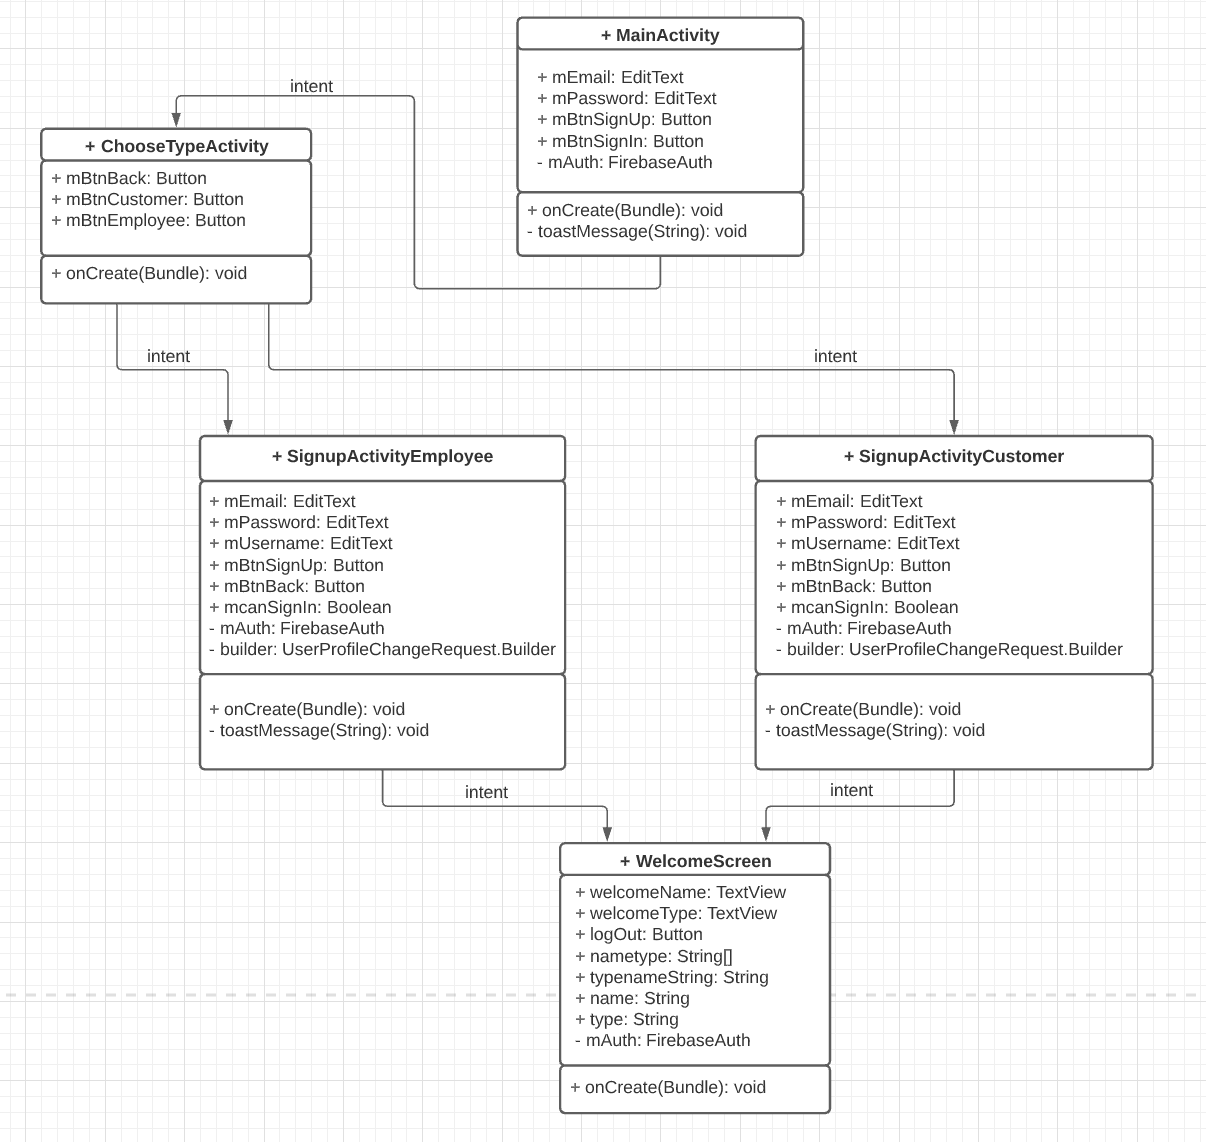 + MainActivity
+ mEmail: EditText
+ mPassword: EditText
+ mBtnSignUp: Button
+ mBtnSignIn: Button
- mAuth: FirebaseAuth
+ onCreate(Bundle): void
- toastMessage(String): void
intent
+ ChooseTypeActivity
+ mBtnBack: Button
+ mBtnCustomer: Button
+ mBtnEmployee: Button
+ onCreate(Bundle): void
intent
intent
+ SignupActivityEmployee
+ mEmail: EditText
+ mPassword: EditText
+ mUsername: EditText
+ mBtnSignUp: Button
+ mBtnBack: Button
+ mcanSignIn: Boolean
- mAuth: FirebaseAuth
- builder: UserProfileChangeRequest.Builder
+ onCreate(Bundle): void
- toastMessage(String): void
+ SignupActivityCustomer
+ mEmail: EditText
+ mPassword: EditText
+ mUsername: EditText
+ mBtnSignUp: Button
+ mBtnBack: Button
+ mcanSignIn: Boolean
- mAuth: FirebaseAuth
- builder: UserProfileChangeRequest.Builder
+ onCreate(Bundle): void
- toastMessage(String): void
intent
intent
+ WelcomeScreen
+ welcomeName: TextView
+ welcomeType: TextView
+ logOut: Button
+ nametype: String[]
+ typenameString: String
+ name: String
+ type: String
- mAuth: FirebaseAuth
+ onCreate(Bundle): void